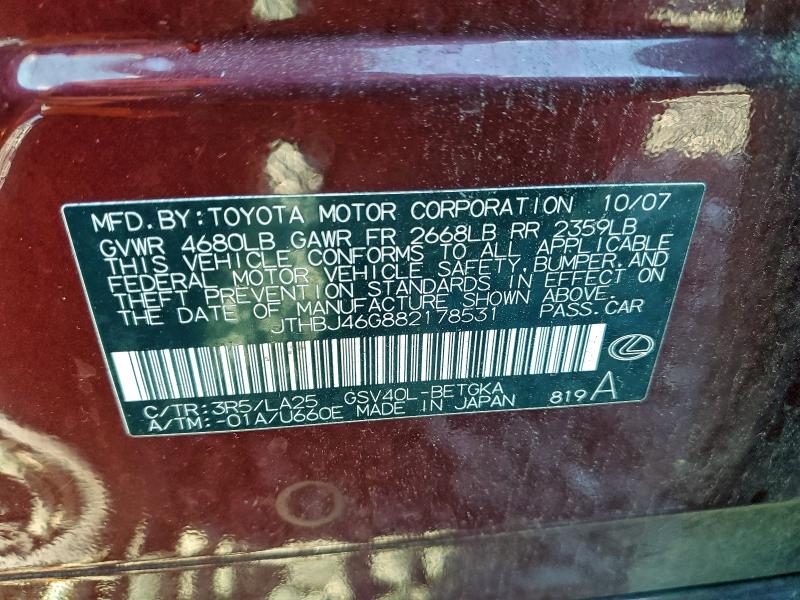 MFD.BY:TOYOTA MOTOR CORPORATION 10/07
GVWR 4680LB GAWR FR 2668LB RR 2359LB
THIS VEHICLE CONFORMS TO ALL APPLICABLE
FEDERAL MOTOR VEHICLE SAFETY,BUMPER,AND
THEFT PREVENTION STANDARDS IN EFFECT ON
THE DATE OF MANUFACTURE SHOWN ABOVE.
JTHBJ46G882178531 PASS.CAR
C/TR:3R5/LA25 GSV40L-BETGKA
A/TM:-01A/U660E MADE IN JAPAN 819A